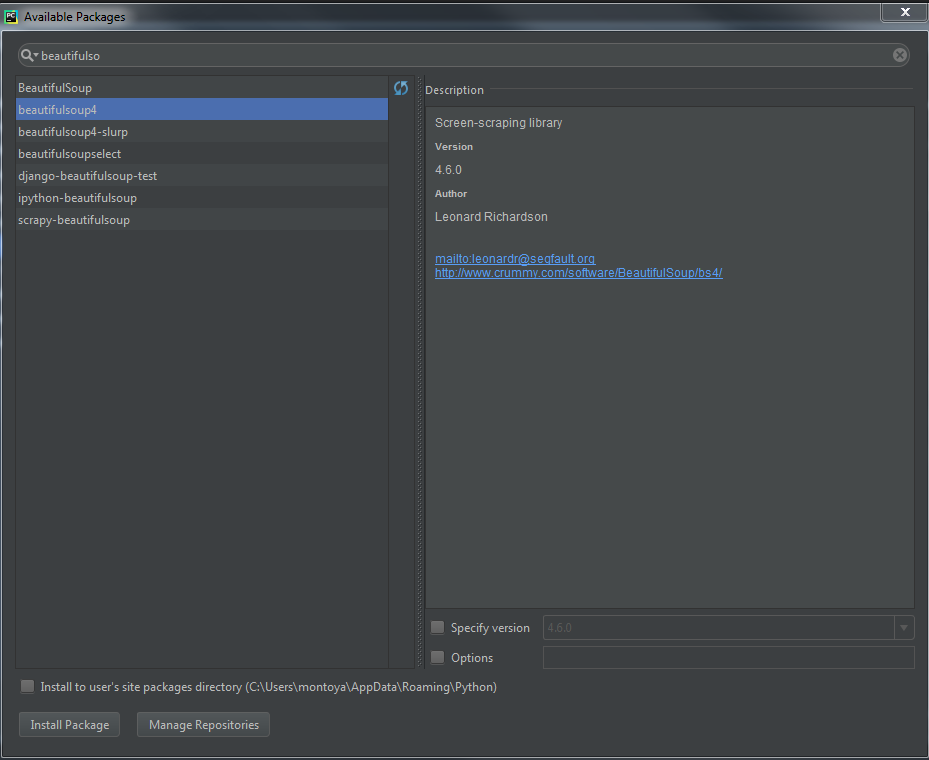 PC Available Packages
x
beautifulso
BeautifulSoup
beautifulsoup4
beautifulsoup4-slurp
beautifulsoupselect
django-beautifulsoup-test
ipython-beautifulsoup
scrapy-beautifulsoup
Description
Screen-scraping library
Version
4.6.0
Author
Leonard Richardson
mailto:leonardr@segfault.org
http://www.crummy.com/software/BeautifulSoup/bs4/
Specify version 4.6.0
Options
Install to user's site packages directory (C:\Users\montoya\AppData\Roaming\Python)
Install Package Manage Repositories